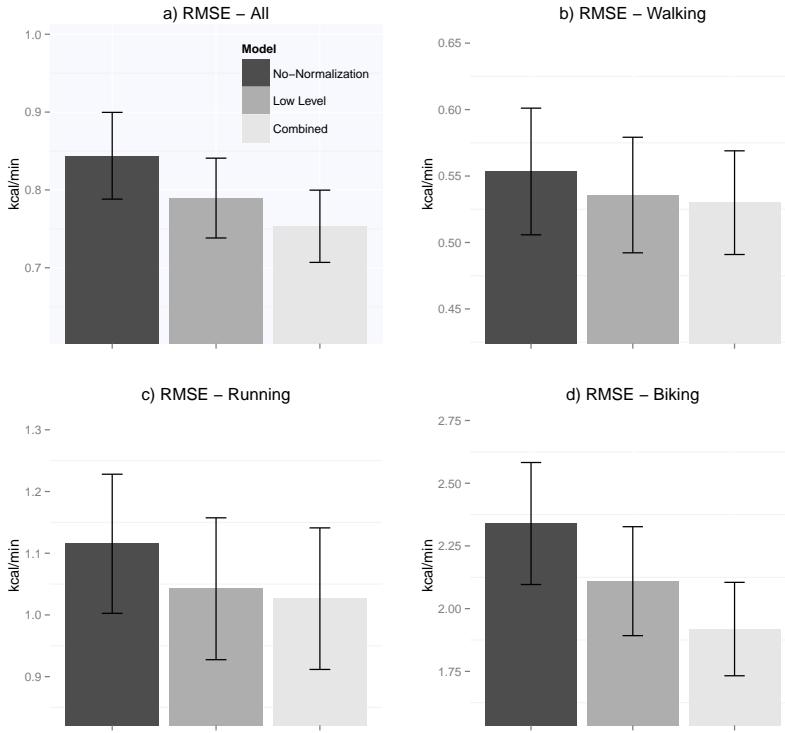 a) RMSE − All
kcal/min
1.0
0.9
0.8
0.7
Model
No−Normalization
Low Level
Combined
b) RMSE − Walking
kcal/min
0.65
0.60
0.55
0.50
0.45
c) RMSE − Running
kcal/min
1.3
1.2
1.1
1.0
0.9
d) RMSE − Biking
kcal/min
2.75
2.50
2.25
2.00
1.75